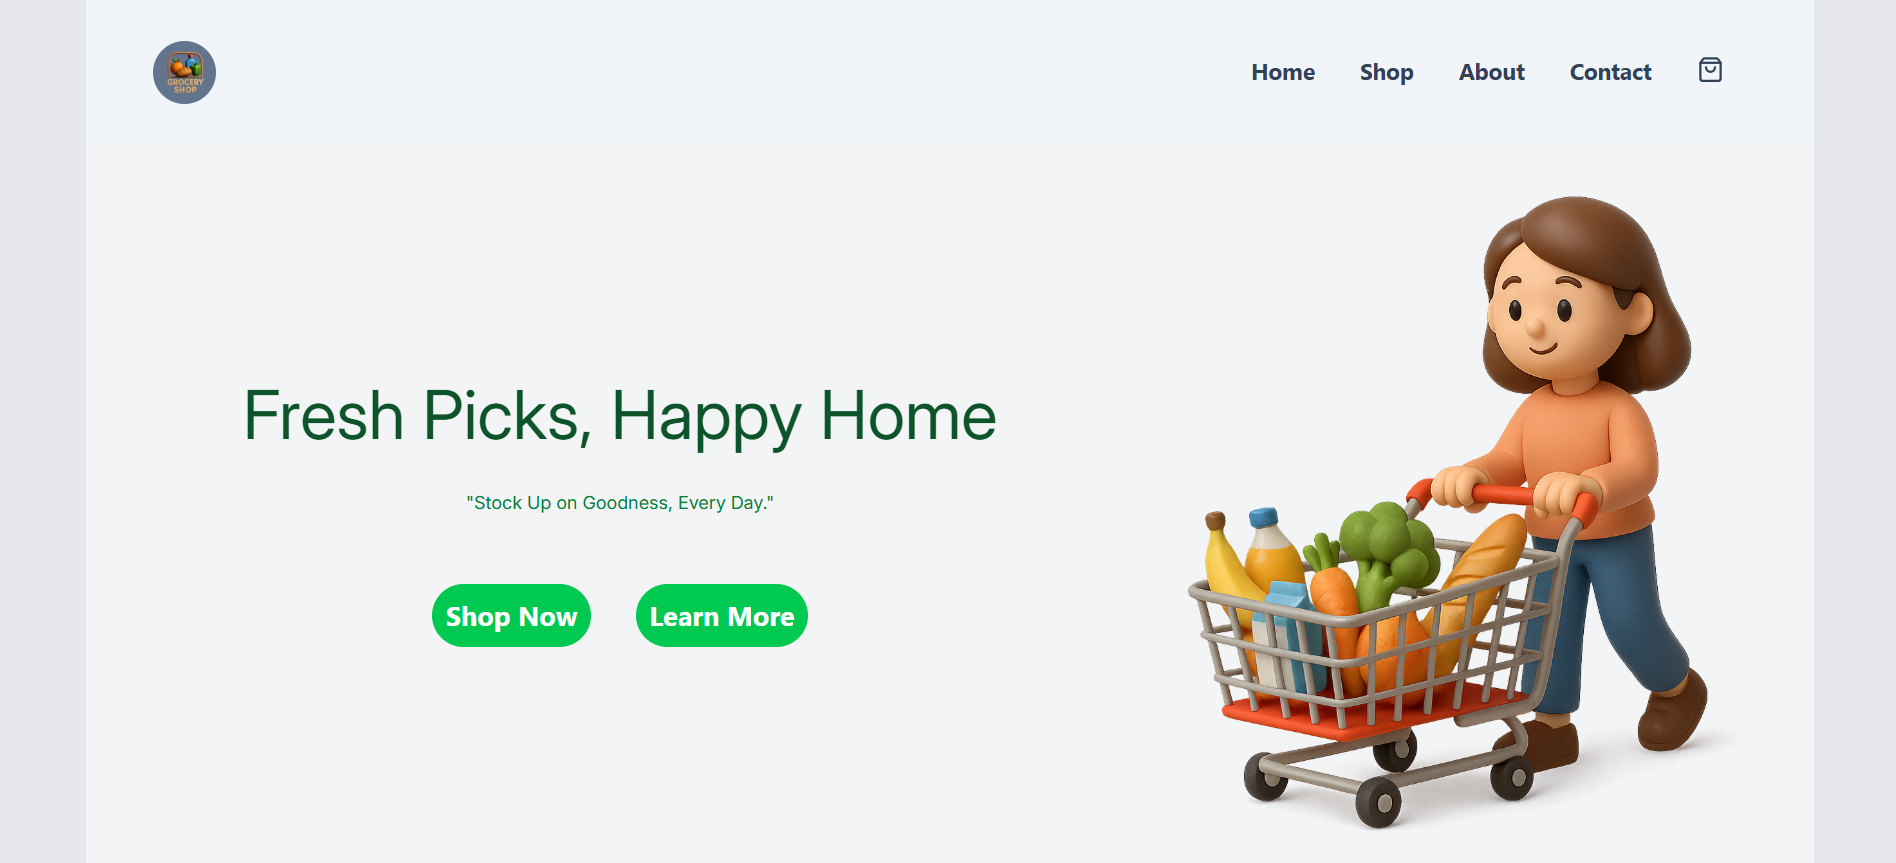 GROCERY
SHOP
Home Shop About Contact
Fresh Picks, Happy Home
"Stock Up on Goodness, Every Day."
Shop Now Learn More